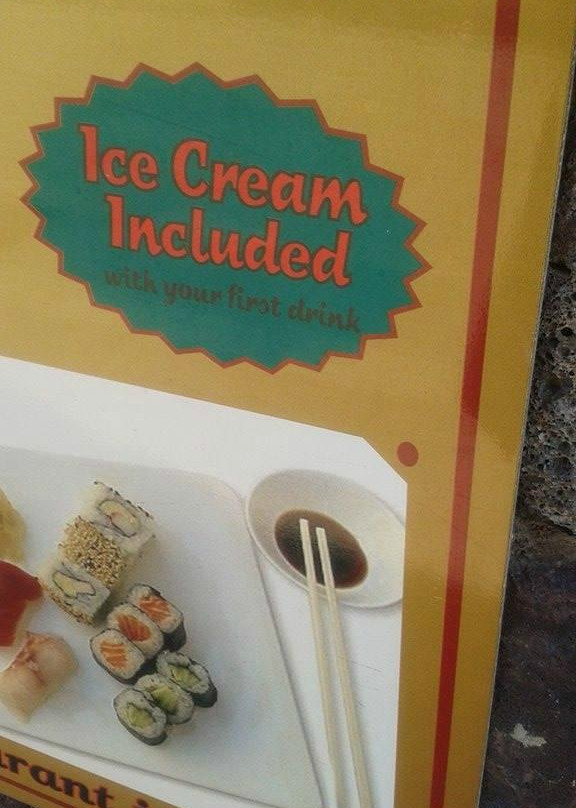 Ice Cream
Included
with your first drink